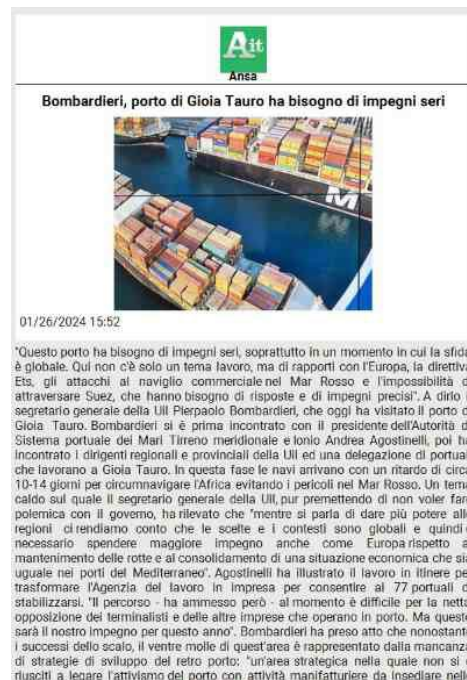 Ait
Ansa
Bombardieri, porto di Gioia Tauro ha bisogno di impegni seri
M
01/26/2024 15:52
"Questo porto ha bisogno di impegni seri, soprattutto in un momento in cui la sfida
è globale. Qui non c'è solo un tema lavoro, ma di rapporti con l'Europa, la direttiva
Ets, gli attacchi al naviglio commerciale nel Mar Rosso e l'impossibilità d
attraversare Suez, che hanno bisogno di risposte e di impegni precisi". A dirlo i
segretario generale della Uil Pierpaolo Bombardieri, che oggi ha visitato il porto d
Gioia Tauro. Bombardieri si è prima incontrato con il presidente dell'Autorità d
Sistema portuale dei Mari Tirreno meridionale e Ionio Andrea Agostinelli, poi ha
incontrato i dirigenti regionali e provinciali della Uil ed una delegazione di portual
che lavorano a Gioia Tauro. In questa fase le navi arrivano con un ritardo di circa
10-14 giorni per circumnavigare l'Africa evitando i pericoli nel Mar Rosso. Un tema
caldo sul quale il segretario generale della Uil, pur premettendo di non voler fare
polemica con il governo, ha rilevato che "mentre si parla di dare più potere alle
regioni ci rendiamo conto che le scelte e i contesti sono globali e quindi
necessario spendere maggiore impegno anche come Europa rispetto a
mantenimento delle rotte e al consolidamento di una situazione economica che sia
uguale nei porti del Mediterraneo". Agostinelli ha illustrato il lavoro in itinere per
trasformare l'Agenzia del lavoro in impresa per consentire ai 77 portuali d
stabilizzarsi. "Il percorso - ha ammesso però - al momento è difficile per la netta
opposizione dei terminalisti e delle altre imprese che operano in porto. Ma questo
sarà il nostro impegno per questo anno". Bombardieri ha preso atto che nonostante
i successi dello scalo, il ventre molle di quest'area è rappresentato dalla mancanza
di strategie di sviluppo del retro porto: "un'area strategica nella quale non si è
riusciti a legare l'attivismo del porto con attività manifatturiere da insediare nelle